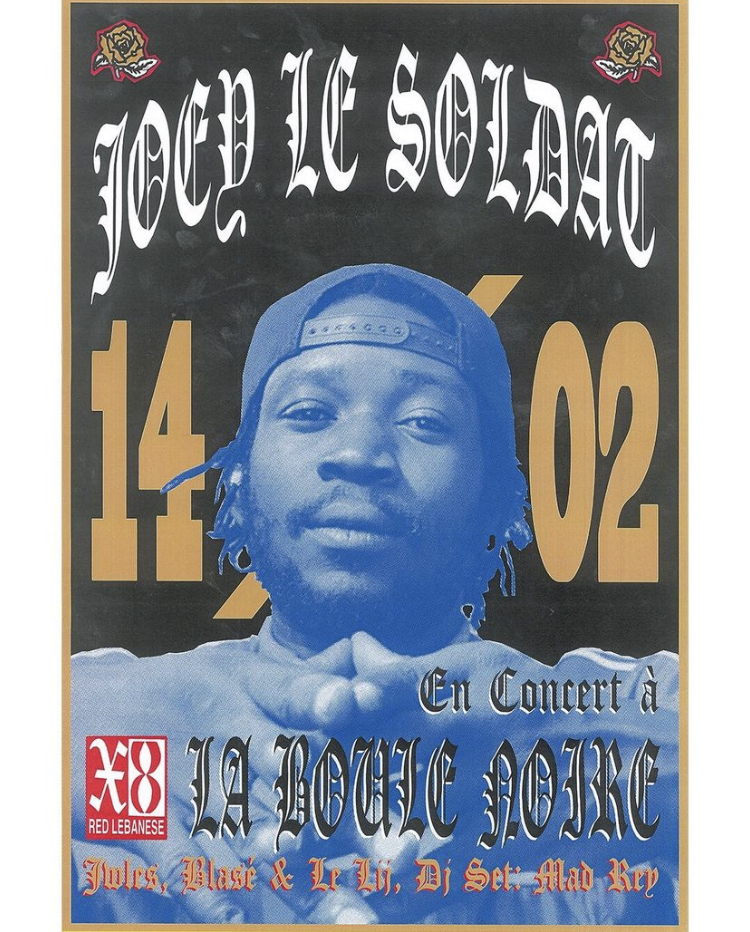 JOEY LE SOLDAT
14/02
En Concert à
X8
RED LEBANESE
LA BOULE NOIRE
Jwles, Blasé & Le Lij, Dj Set: Mad Rey